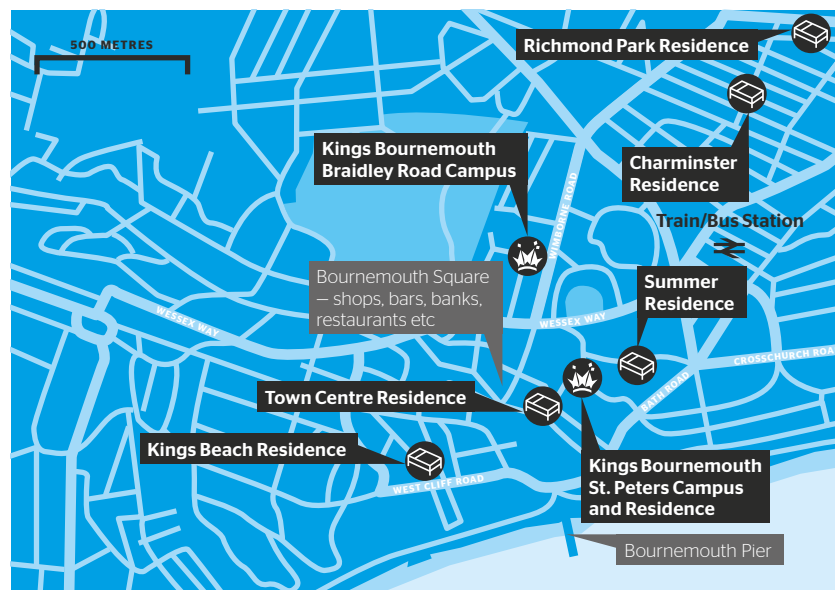 500 METRES
Richmond Park Residence
Kings Bournemouth
Braidley Road Campus
Charminster
Residence
WIMBORNE ROAD
Train/Bus Station
Bournemouth Square
– shops, bars, banks,
restaurants etc
Summer
Residence
WESSEX WAY
WESSEX WAY
CROSSCHURCH ROA
BATH ROAD
Town Centre Residence
Kings Beach Residence
WEST CLIFF ROAD
Kings Bournemouth
St. Peters Campus
and Residence
Bournemouth Pier